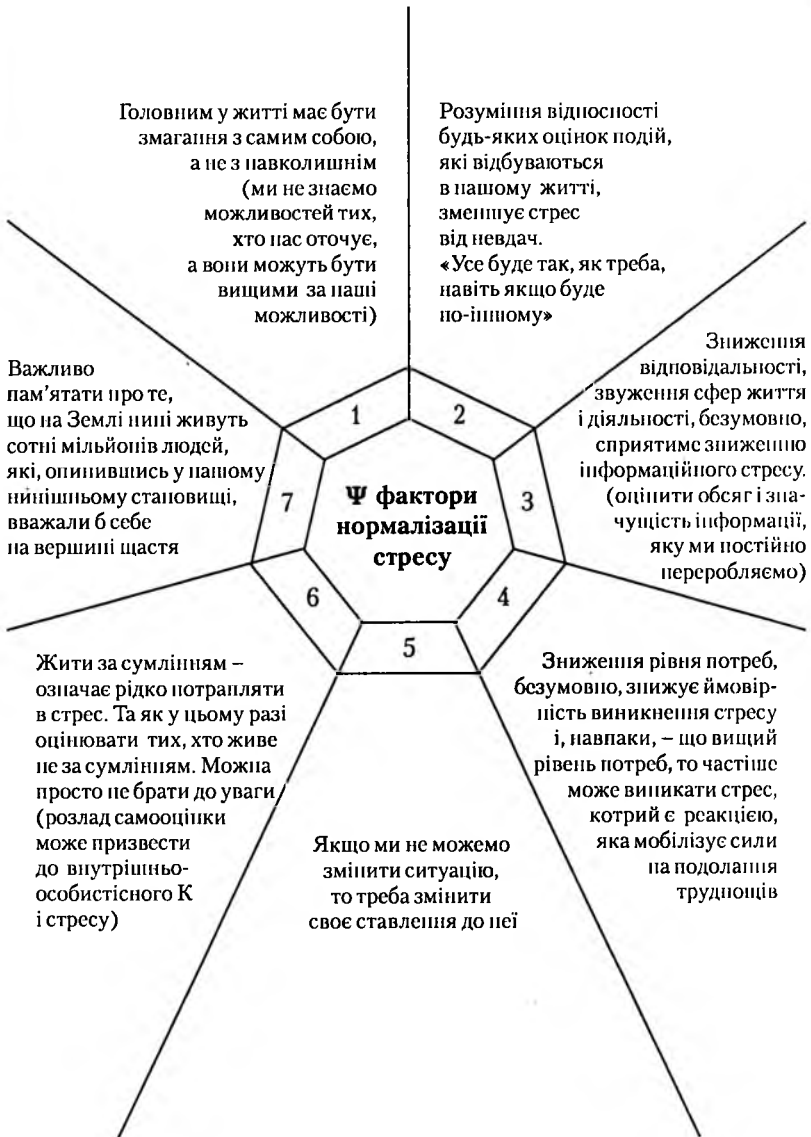 Головним у житті має бути
змагання з самим собою,
а не з навколишнім
(ми не знаємо
можливостей тих,
хто нас оточує,
а вони можуть бути
вищими за наші
можливості)
Розуміння відносності
будь-яких оцінок подій,
які відбуваються
в нашому житті,
зменшує стрес
від невдач.
«Усе буде так, як треба,
навіть якщо буде
по-іншому»
Зниження
відповідальності,
звуження сфер життя
і діяльності, безумовно,
сприятиме зниженню
інформаційного стресу.
(оцінити обсяг і зна-
чущість інформації,
яку ми постійно
переробляємо)
Важливо
пам’ятати про те,
що на Землі нині живуть
сотні мільйонів людей,
які, опинившись у нашому
нинішньому становищі,
вважали б себе
на вершині щастя
1
2
7
3
6
4
5
Ψ фактори
нормалізації
стресу
Жити за сумлінням –
означає рідко потрапляти
в стрес. Та як у цьому разі
оцінювати тих, хто живе
не за сумлінням. Можна
просто не брати до уваги
(розлад самооцінки
може призвести
до внутрішньо-
особистісного К
і стресу)
Якщо ми не можемо
змінити ситуацію,
то треба змінити
своє ставлення до неї
Зниження рівня потреб,
безумовно, знижує ймовір-
ність виникнення стресу
і, навпаки, – що вищий
рівень потреб, то частіше
може виникати стрес,
котрий є реакцією,
яка мобілізує сили
на подолання
труднощів